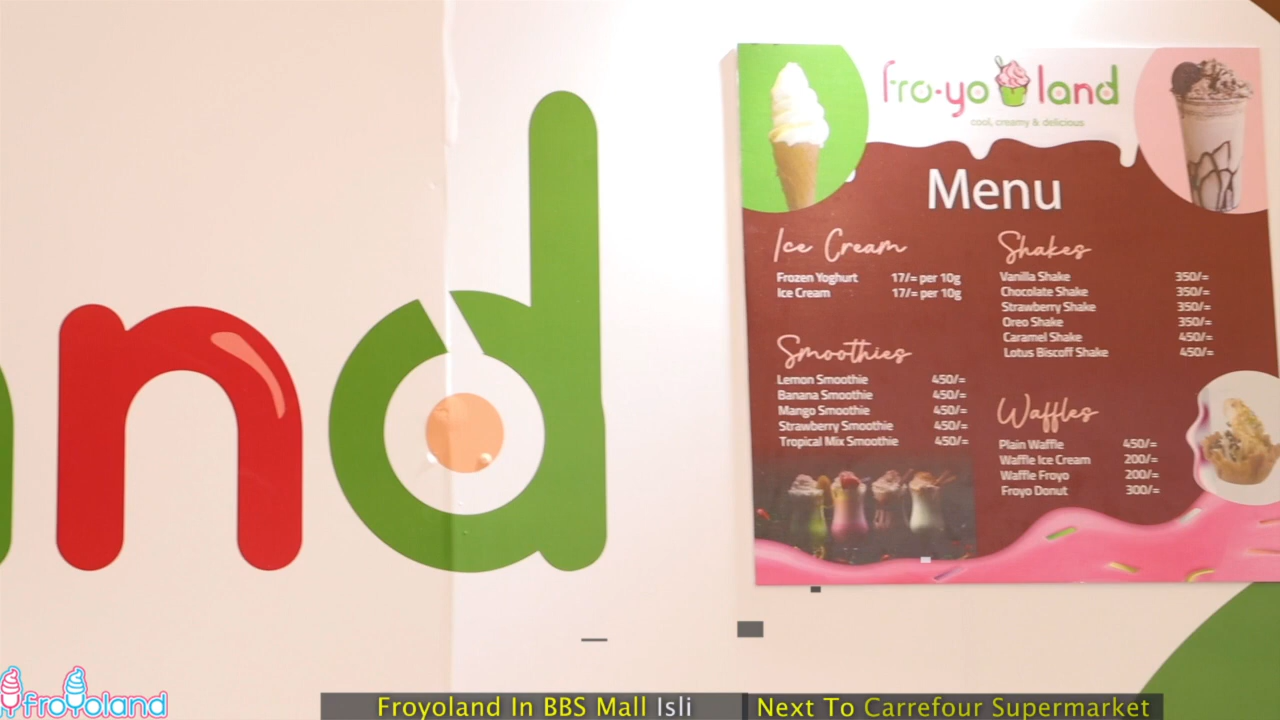 nd
fro-yo land
cool, creamy & delicious
Menu
Ice Cream
Frozen Yoghurt 17/= per 10g
Ice Cream 17/= per 10g
Smoothies
Lemon Smoothie 450/=
Banana Smoothie 450/=
Mango Smoothie 450/=
Strawberry Smoothie 450/=
Tropical Mix Smoothie 450/=
Shakes
Vanilla Shake 350/=
Chocolate Shake 350/=
Strawberry Shake 350/=
Oreo Shake 350/=
Caramel Shake 450/=
Lotus Biscoff Shake 450/=
Waffles
Plain Waffle 450/=
Waffle Ice Cream 200/=
Waffle Froyo 200/=
Froyo Donut 300/=
froyoland
Froyoland In BBS Mall Isli
Next To Carrefour Supermarket